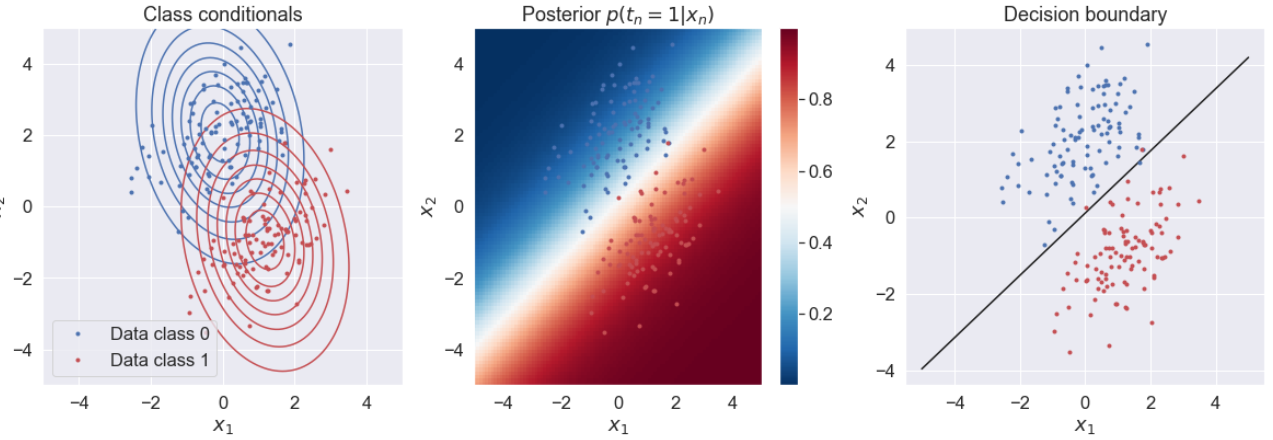 Class conditionals
4
2
0
−2
−4
−4 −2 0 2 4
x₁
Data class 0
Data class 1
Posterior p(tₙ = 1|xₙ)
x₂
4
2
0
−2
−4
−4 −2 0 2 4
x₁
0.8
0.6
0.4
0.2
Decision boundary
x₂
4
2
0
−2
−4
−4 −2 0 2 4
x₁